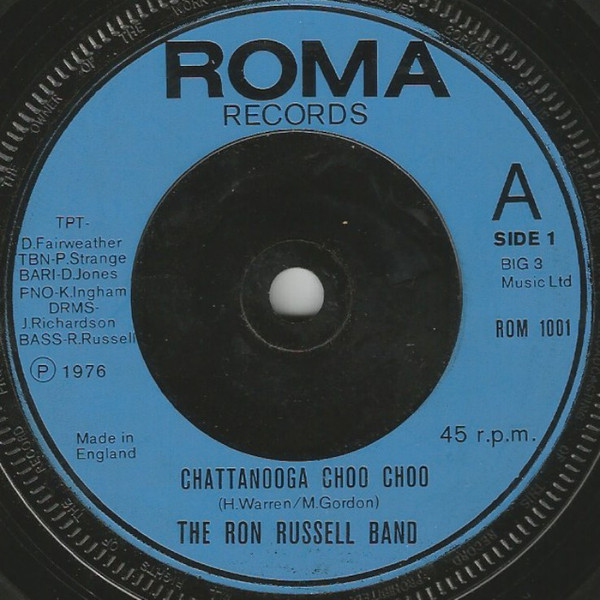 ROMA
RECORDS
A
SIDE 1
BIG 3
Music Ltd
ROM 1001
TPT-
D.Fairweather
TBN-P.Strange
BARI-D.Jones
PNO-K.Ingham
DRMS-
J.Richardson
BASS-R.Russell
Ⓟ 1976
Made in
England
45 r.p.m.
CHATTANOOGA CHOO CHOO
(H.Warren/M.Gordon)
THE RON RUSSELL BAND